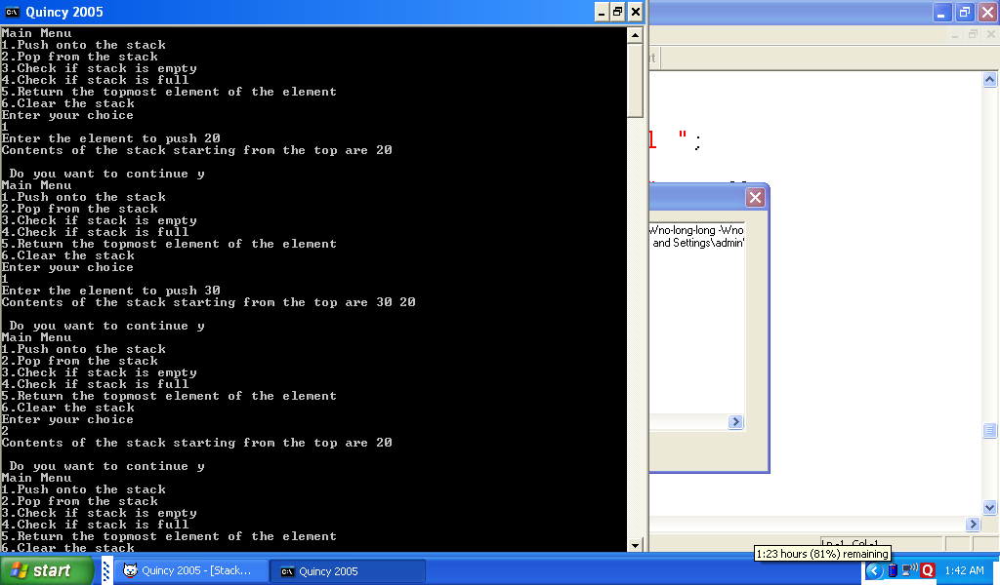 Quincy 2005
Main Menu
1.Push onto the stack
2.Pop from the stack
3.Check if stack is empty
4.Check if stack is full
5.Return the topmost element of the element
6.Clear the stack
Enter your choice
1
Enter the element to push 20
Contents of the stack starting from the top are 20
Do you want to continue y
Main Menu
1.Push onto the stack
2.Pop from the stack
3.Check if stack is empty
4.Check if stack is full
5.Return the topmost element of the element
6.Clear the stack
Enter your choice
1
Enter the element to push 30
Contents of the stack starting from the top are 30 20
Do you want to continue y
Main Menu
1.Push onto the stack
2.Pop from the stack
3.Check if stack is empty
4.Check if stack is full
5.Return the topmost element of the element
6.Clear the stack
Enter your choice
2
Contents of the stack starting from the top are 20
Do you want to continue y
Main Menu
1.Push onto the stack
2.Pop from the stack
3.Check if stack is empty
4.Check if stack is full
5.Return the topmost element of the element
6.Clear the stack
l ";
Wno-long-long -Wno
and Settings\admin'
1:23 hours (81%) remaining
start
Quincy 2005 - [Stack...
Quincy 2005
1:42 AM